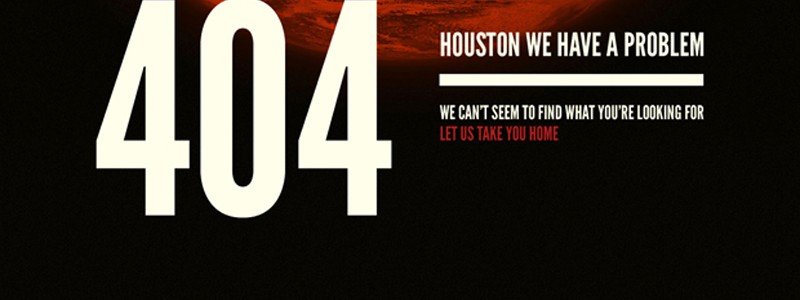 404
HOUSTON WE HAVE A PROBLEM
WE CAN'T SEEM TO FIND WHAT YOU'RE LOOKING FOR
LET US TAKE YOU HOME